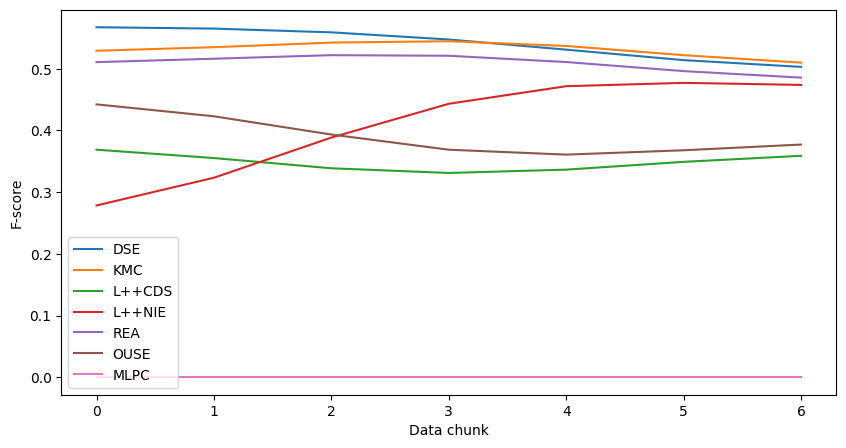 F-score
0.5
0.4
0.3
0.2
0.1
0.0
DSE
KMC
L++CDS
L++NIE
REA
OUSE
MLPC
0 1 2 3 4 5 6
Data chunk